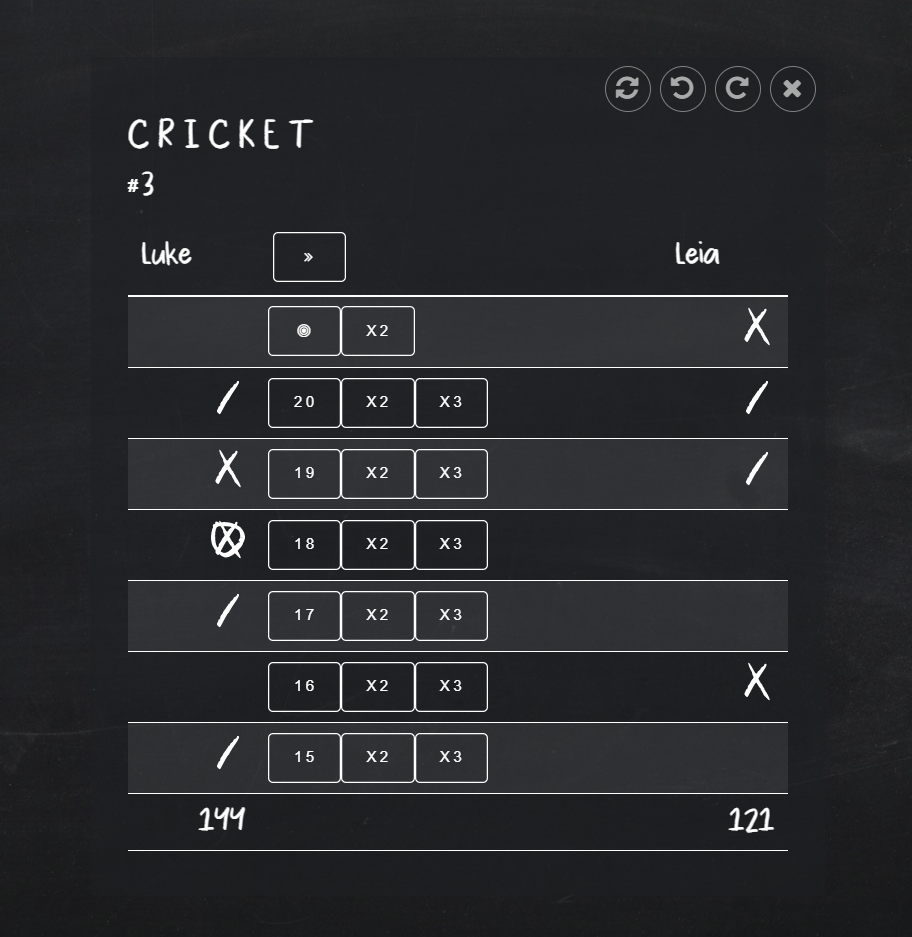 CRICKET
#3
Luke » Leia
X2 X
/ 20 X2 X3 /
X 19 X2 X3 /
Ⓧ 18 X2 X3
/ 17 X2 X3
16 X2 X3 X
/ 15 X2 X3
144 121